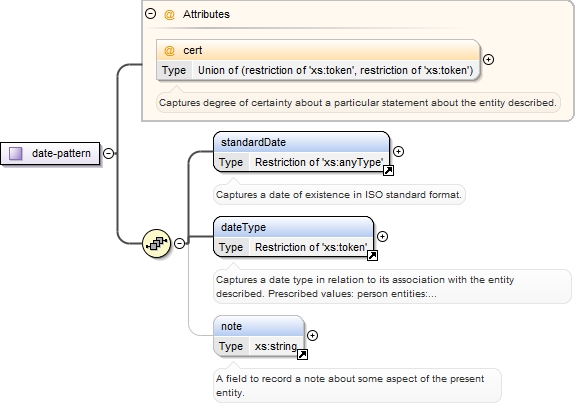 Attributes
cert
Type Union of (restriction of 'xs:token', restriction of 'xs:token')
Captures degree of certainty about a particular statement about the entity described.
date-pattern
standardDate
Type Restriction of 'xs:anyType'
Captures a date of existence in ISO standard format.
dateType
Type Restriction of 'xs:token'
Captures a date type in relation to its association with the entity
described. Prescribed values: person entities:...
note
Type xs:string
A field to record a note about some aspect of the present
entity.